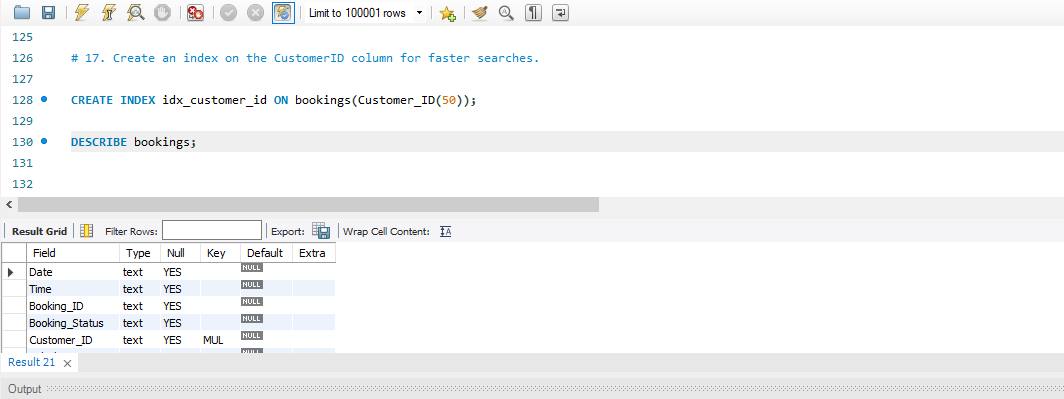 Limit to 100001 rows
125
126 # 17. Create an index on the CustomerID column for faster searches.
127
128 CREATE INDEX idx_customer_id ON bookings(Customer_ID(50));
129
130 DESCRIBE bookings;
131
132
Result Grid Filter Rows: Export: Wrap Cell Content:
Field Type Null Key Default Extra
Date text YES NULL
Time text YES NULL
Booking_ID text YES NULL
Booking_Status text YES NULL
Customer_ID text YES MUL NULL
NULL
Result 21
Output